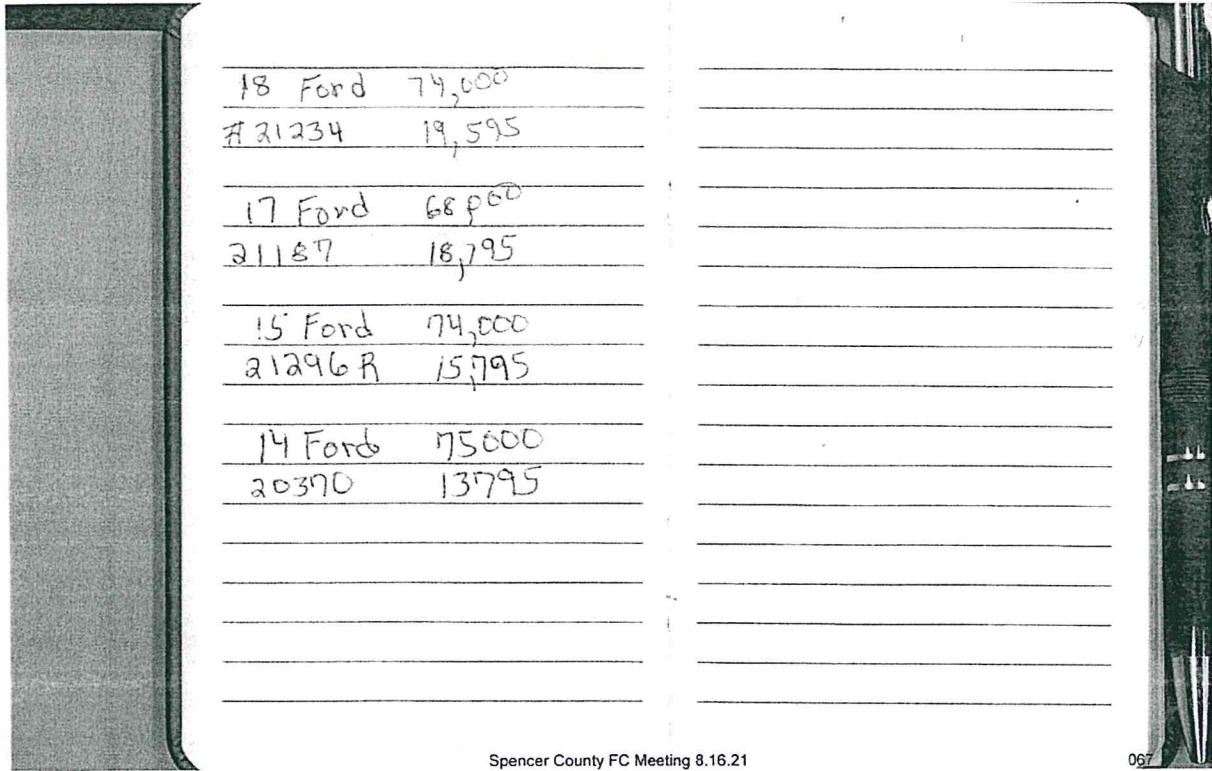 18 Ford 74,000
#21234 19,595
17 Ford 68,000
21187 18,795
15 Ford 74,000
21296R 15,795
14 Ford 75000
20370 13795
Spencer County FC Meeting 8.16.21
067